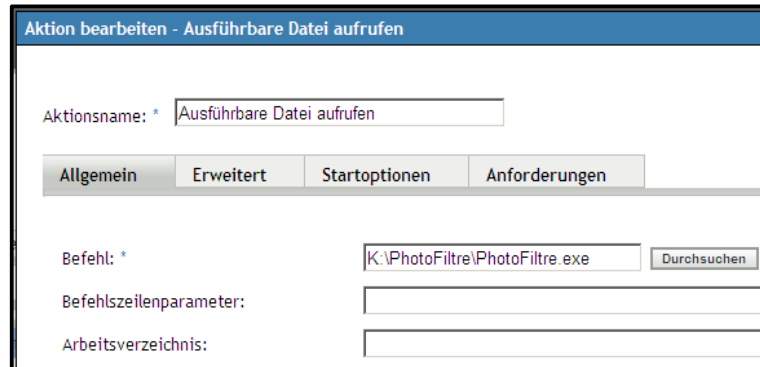 Aktion bearbeiten - Ausführbare Datei aufrufen
Aktionsname: * Ausführbare Datei aufrufen
Allgemein Erweitert Startoptionen Anforderungen
Befehl: * K:\PhotoFiltre\PhotoFiltre.exe Durchsuchen
Befehlszeilenparameter:
Arbeitsverzeichnis: